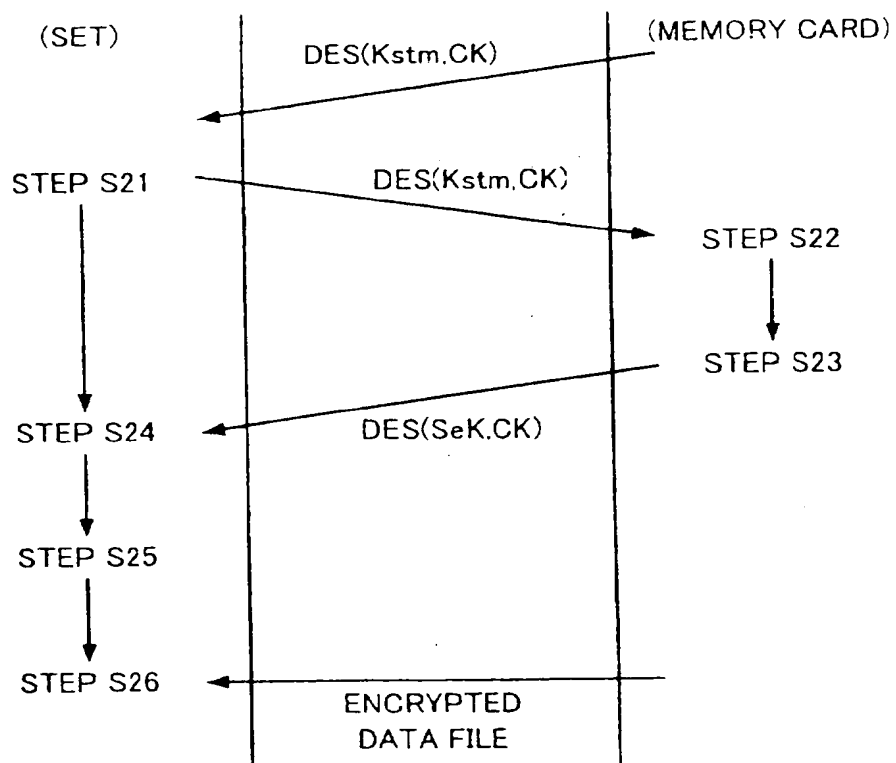 (SET)
(MEMORY CARD)
DES(Kstm,CK)
STEP S21
DES(Kstm,CK)
STEP S22
STEP S23
STEP S24
DES(SeK,CK)
STEP S25
STEP S26
ENCRYPTED
DATA FILE